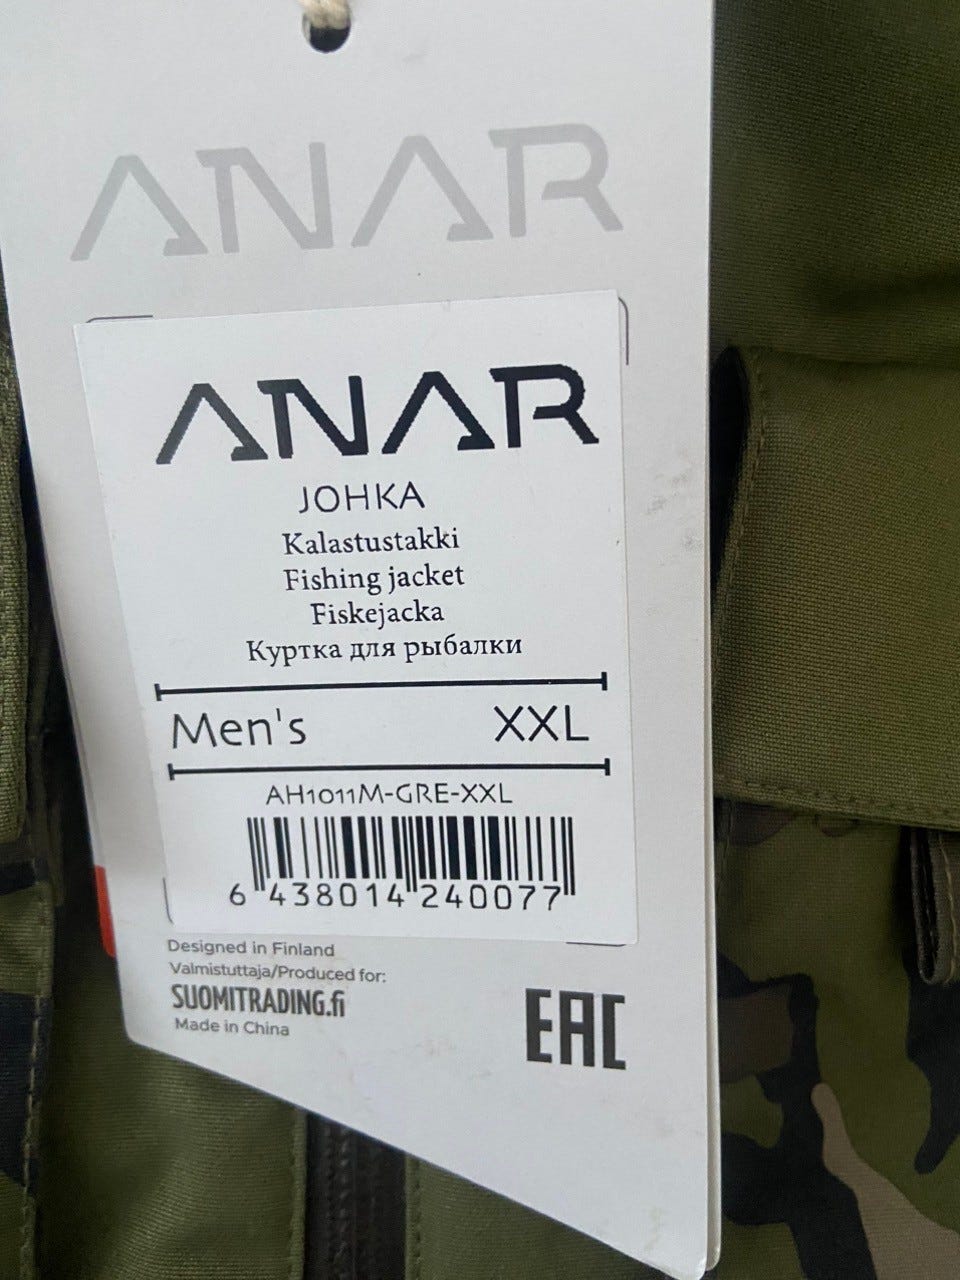 ANAR
ANAR
JOHKA
Kalastustakki
Fishing jacket
Fiskejacka
Куртка для рыбалки
Men's XXL
AH1011M-GRE-XXL
6 438014 240077
Designed in Finland
Valmistuttaja/Produced for:
SUOMITRADING.fi
Made in China
EAC